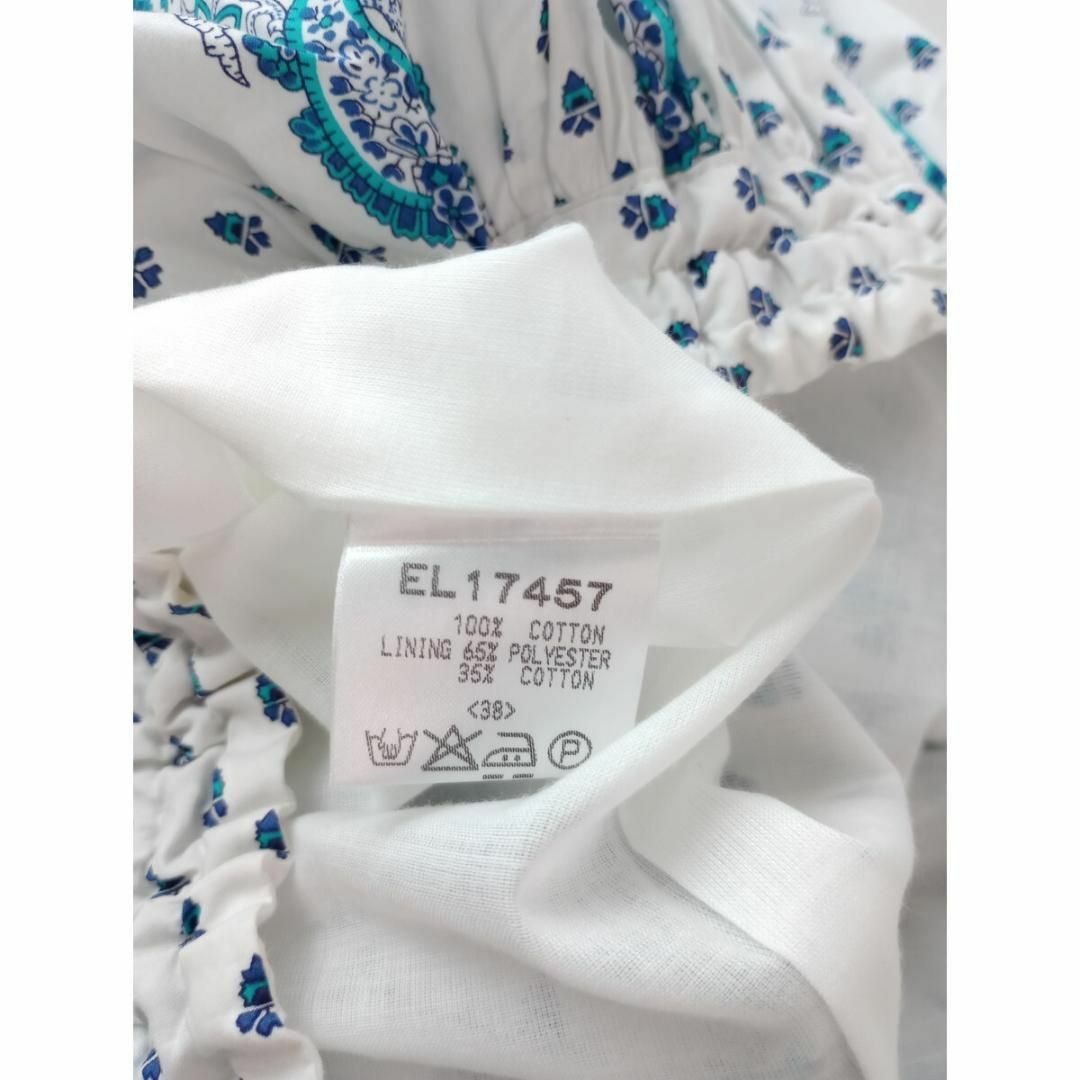 EL17457
100% COTTON
LINING 65% POLYESTER
35% COTTON
<38>
P